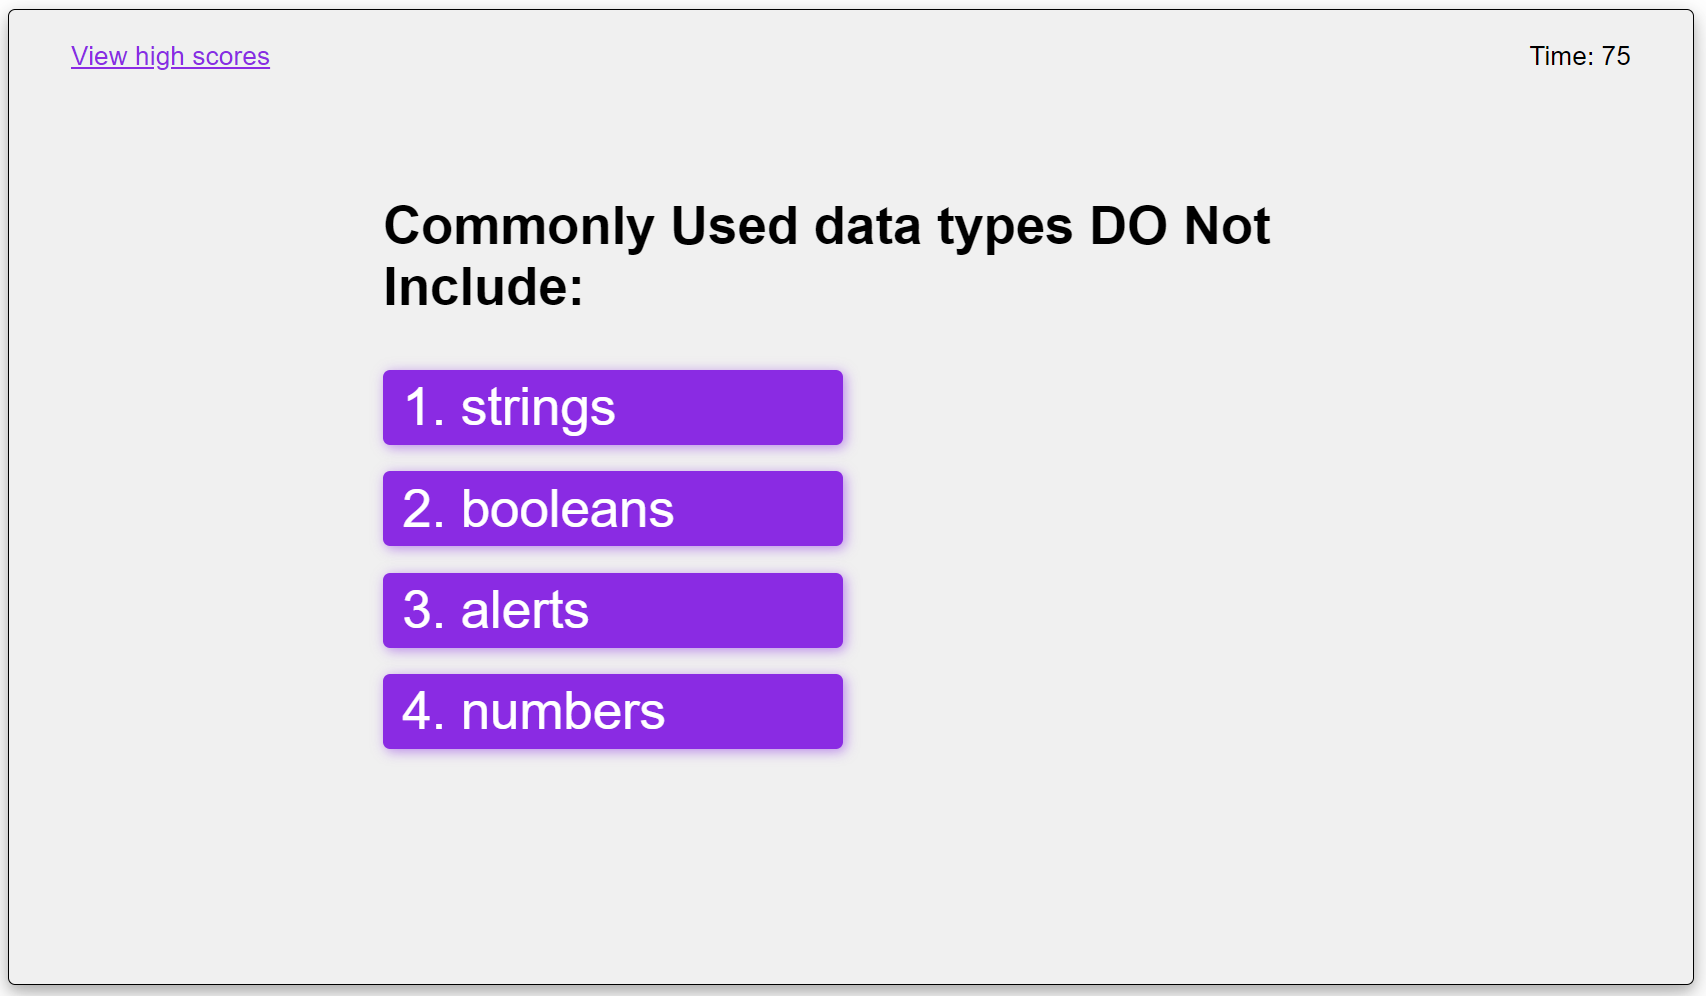 View high scores
Time: 75
Commonly Used data types DO Not
Include:
1. strings
2. booleans
3. alerts
4. numbers